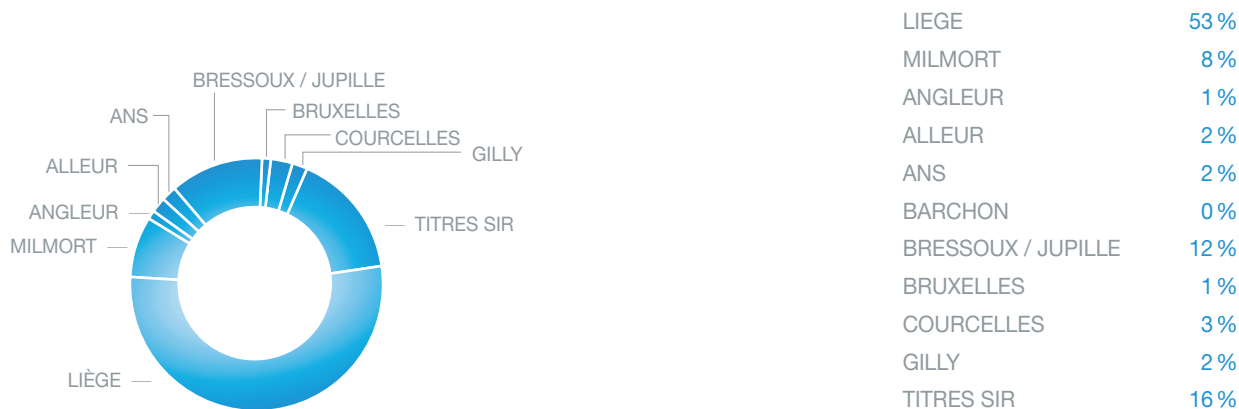 BRESSOUX / JUPILLE
ANS
BRUXELLES
COURCELLES
GILLY
ALLEUR
ANGLEUR
TITRES SIR
MILMORT
LIÈGE
LIEGE 53 %
MILMORT 8 %
ANGLEUR 1 %
ALLEUR 2 %
ANS 2 %
BARCHON 0 %
BRESSOUX / JUPILLE 12 %
BRUXELLES 1 %
COURCELLES 3 %
GILLY 2 %
TITRES SIR 16 %